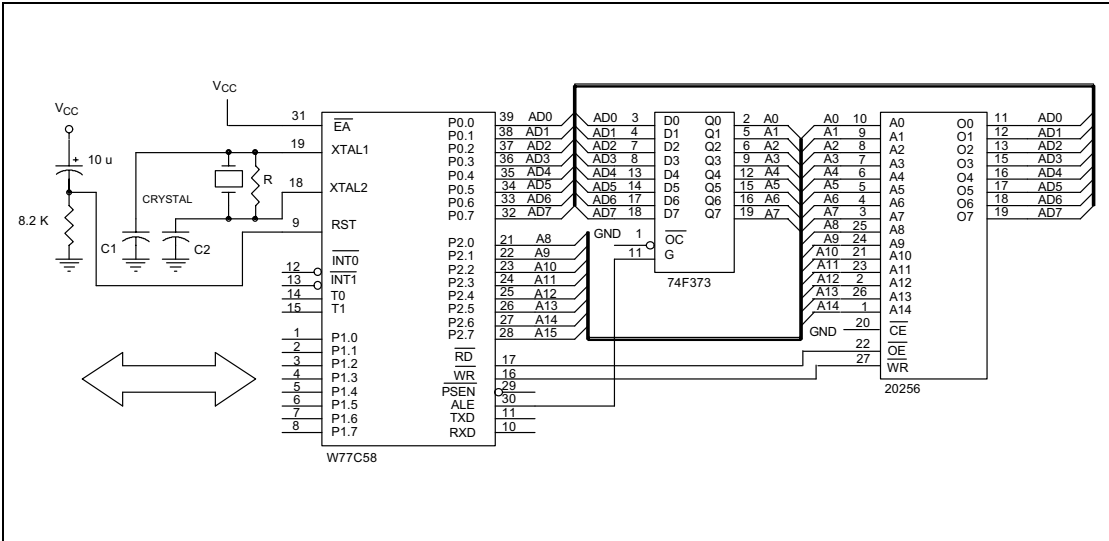 VCC
10 u
8.2 K
VCC
CRYSTAL
R
C1
C2
31 EA
19 XTAL1
18 XTAL2
9 RST
12 INT0
13 INT1
14 T0
15 T1
1 P1.0
2 P1.1
3 P1.2
4 P1.3
5 P1.4
6 P1.5
7 P1.6
8 P1.7
P0.0 39 AD0
P0.1 38 AD1
P0.2 37 AD2
P0.3 36 AD3
P0.4 35 AD4
P0.5 34 AD5
P0.6 33 AD6
P0.7 32 AD7
P2.0 21 A8
P2.1 22 A9
P2.2 23 A10
P2.3 24 A11
P2.4 25 A12
P2.5 26 A13
P2.6 27 A14
P2.7 28 A15
RD 17
WR 16
PSEN 29
ALE 30
TXD 11
RXD 10
W77C58
AD0 3 D0 Q0 2 A0
AD1 4 D1 Q1 5 A1
AD2 7 D2 Q2 6 A2
AD3 8 D3 Q3 9 A3
AD4 13 D4 Q4 12 A4
AD5 14 D5 Q5 15 A5
AD6 17 D6 Q6 16 A6
AD7 18 D7 Q7 19 A7
GND 1 OC
11 G
74F373
A0 10 A0
A1 9 A1
A2 8 A2
A3 7 A3
A4 6 A4
A5 5 A5
A6 4 A6
A7 3 A7
A8 25 A8
A9 24 A9
A10 21 A10
A11 23 A11
A12 2 A12
A13 26 A13
A14 1 A14
GND 20 CE
22 OE
27 WR
O0 11 AD0
O1 12 AD1
O2 13 AD2
O3 15 AD3
O4 16 AD4
O5 17 AD5
O6 18 AD6
O7 19 AD7
20256